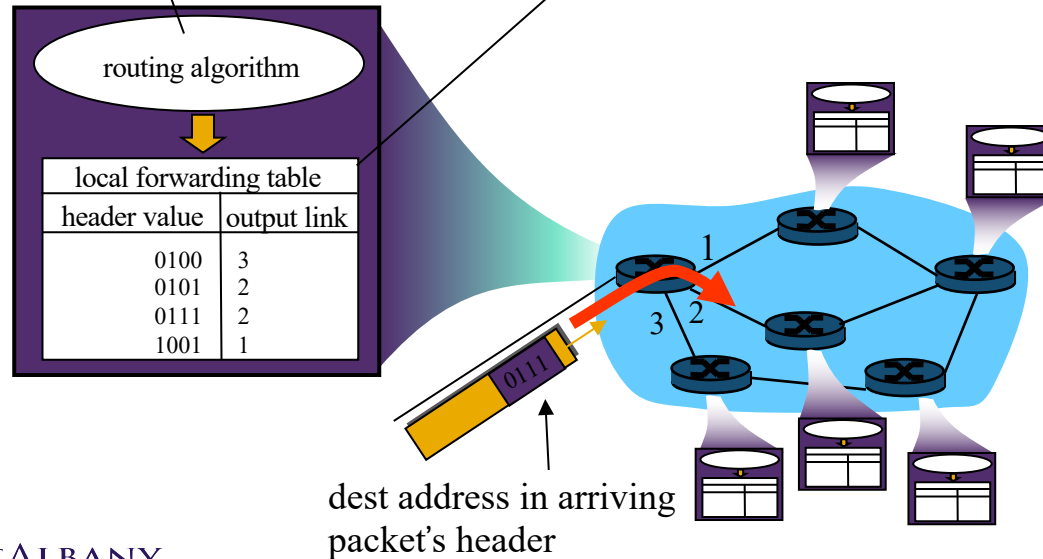 routing algorithm
local forwarding table
header value output link
0100 3
0101 2
0111 2
1001 1
1
2
3
0111
dest address in arriving
packet's header
ALBANY